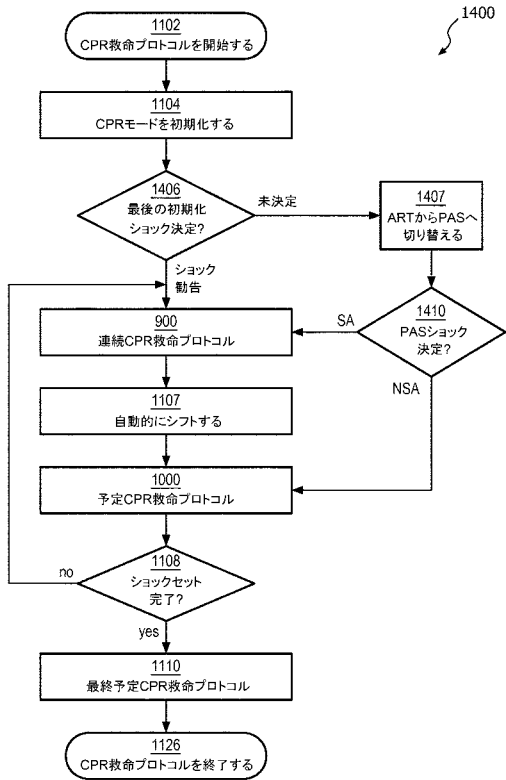 1400
1102
CPR救命プロトコルを開始する
1104
CPRモードを初期化する
1406
最後の初期化
ショック決定?
未決定
1407
ARTからPASへ
切り替える
ショック
勧告
900
連続CPR救命プロトコル
SA
1410
PASショック
決定?
NSA
1107
自動的にシフトする
1000
予定CPR救命プロトコル
1108
ショックセット
完了?
no
yes
1110
最終予定CPR救命プロトコル
1126
CPR救命プロトコルを終了する